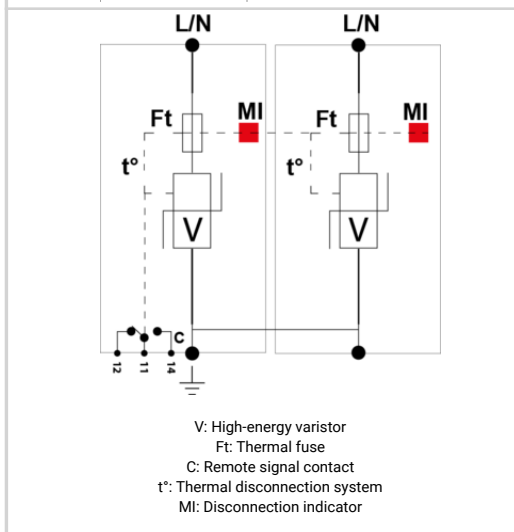 L/N L/N
Ft MI Ft MI
t° t°
V V
C
12 11 14
V: High-energy varistor
Ft: Thermal fuse
C: Remote signal contact
t°: Thermal disconnection system
MI: Disconnection indicator